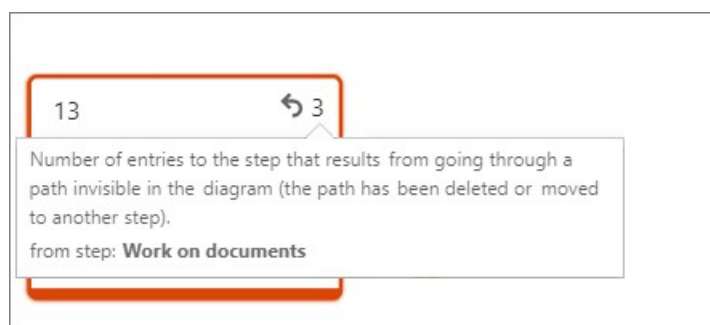 13 3
Number of entries to the step that results from going through a
path invisible in the diagram (the path has been deleted or moved
to another step).
from step: Work on documents